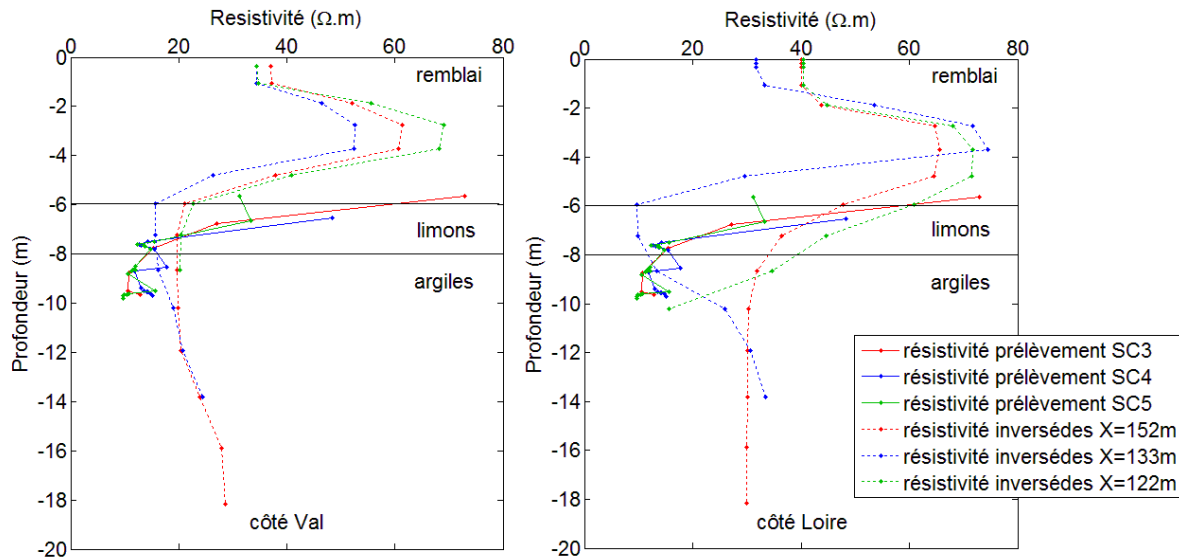 Resistivité (Ω.m)
0 20 40 60 80
0
-2
-4
-6
-8
-10
-12
-14
-16
-18
-20
Profondeur (m)
remblai
limons
argiles
côté Val
Resistivité (Ω.m)
0 20 40 60 80
0
-2
-4
-6
-8
-10
-12
-14
-16
-18
-20
Profondeur (m)
remblai
limons
argiles
côté Loire
résistivité prélèvement SC3
résistivité prélèvement SC4
résistivité prélèvement SC5
résistivité inversédes X=152m
résistivité inversédes X=133m
résistivité inversédes X=122m